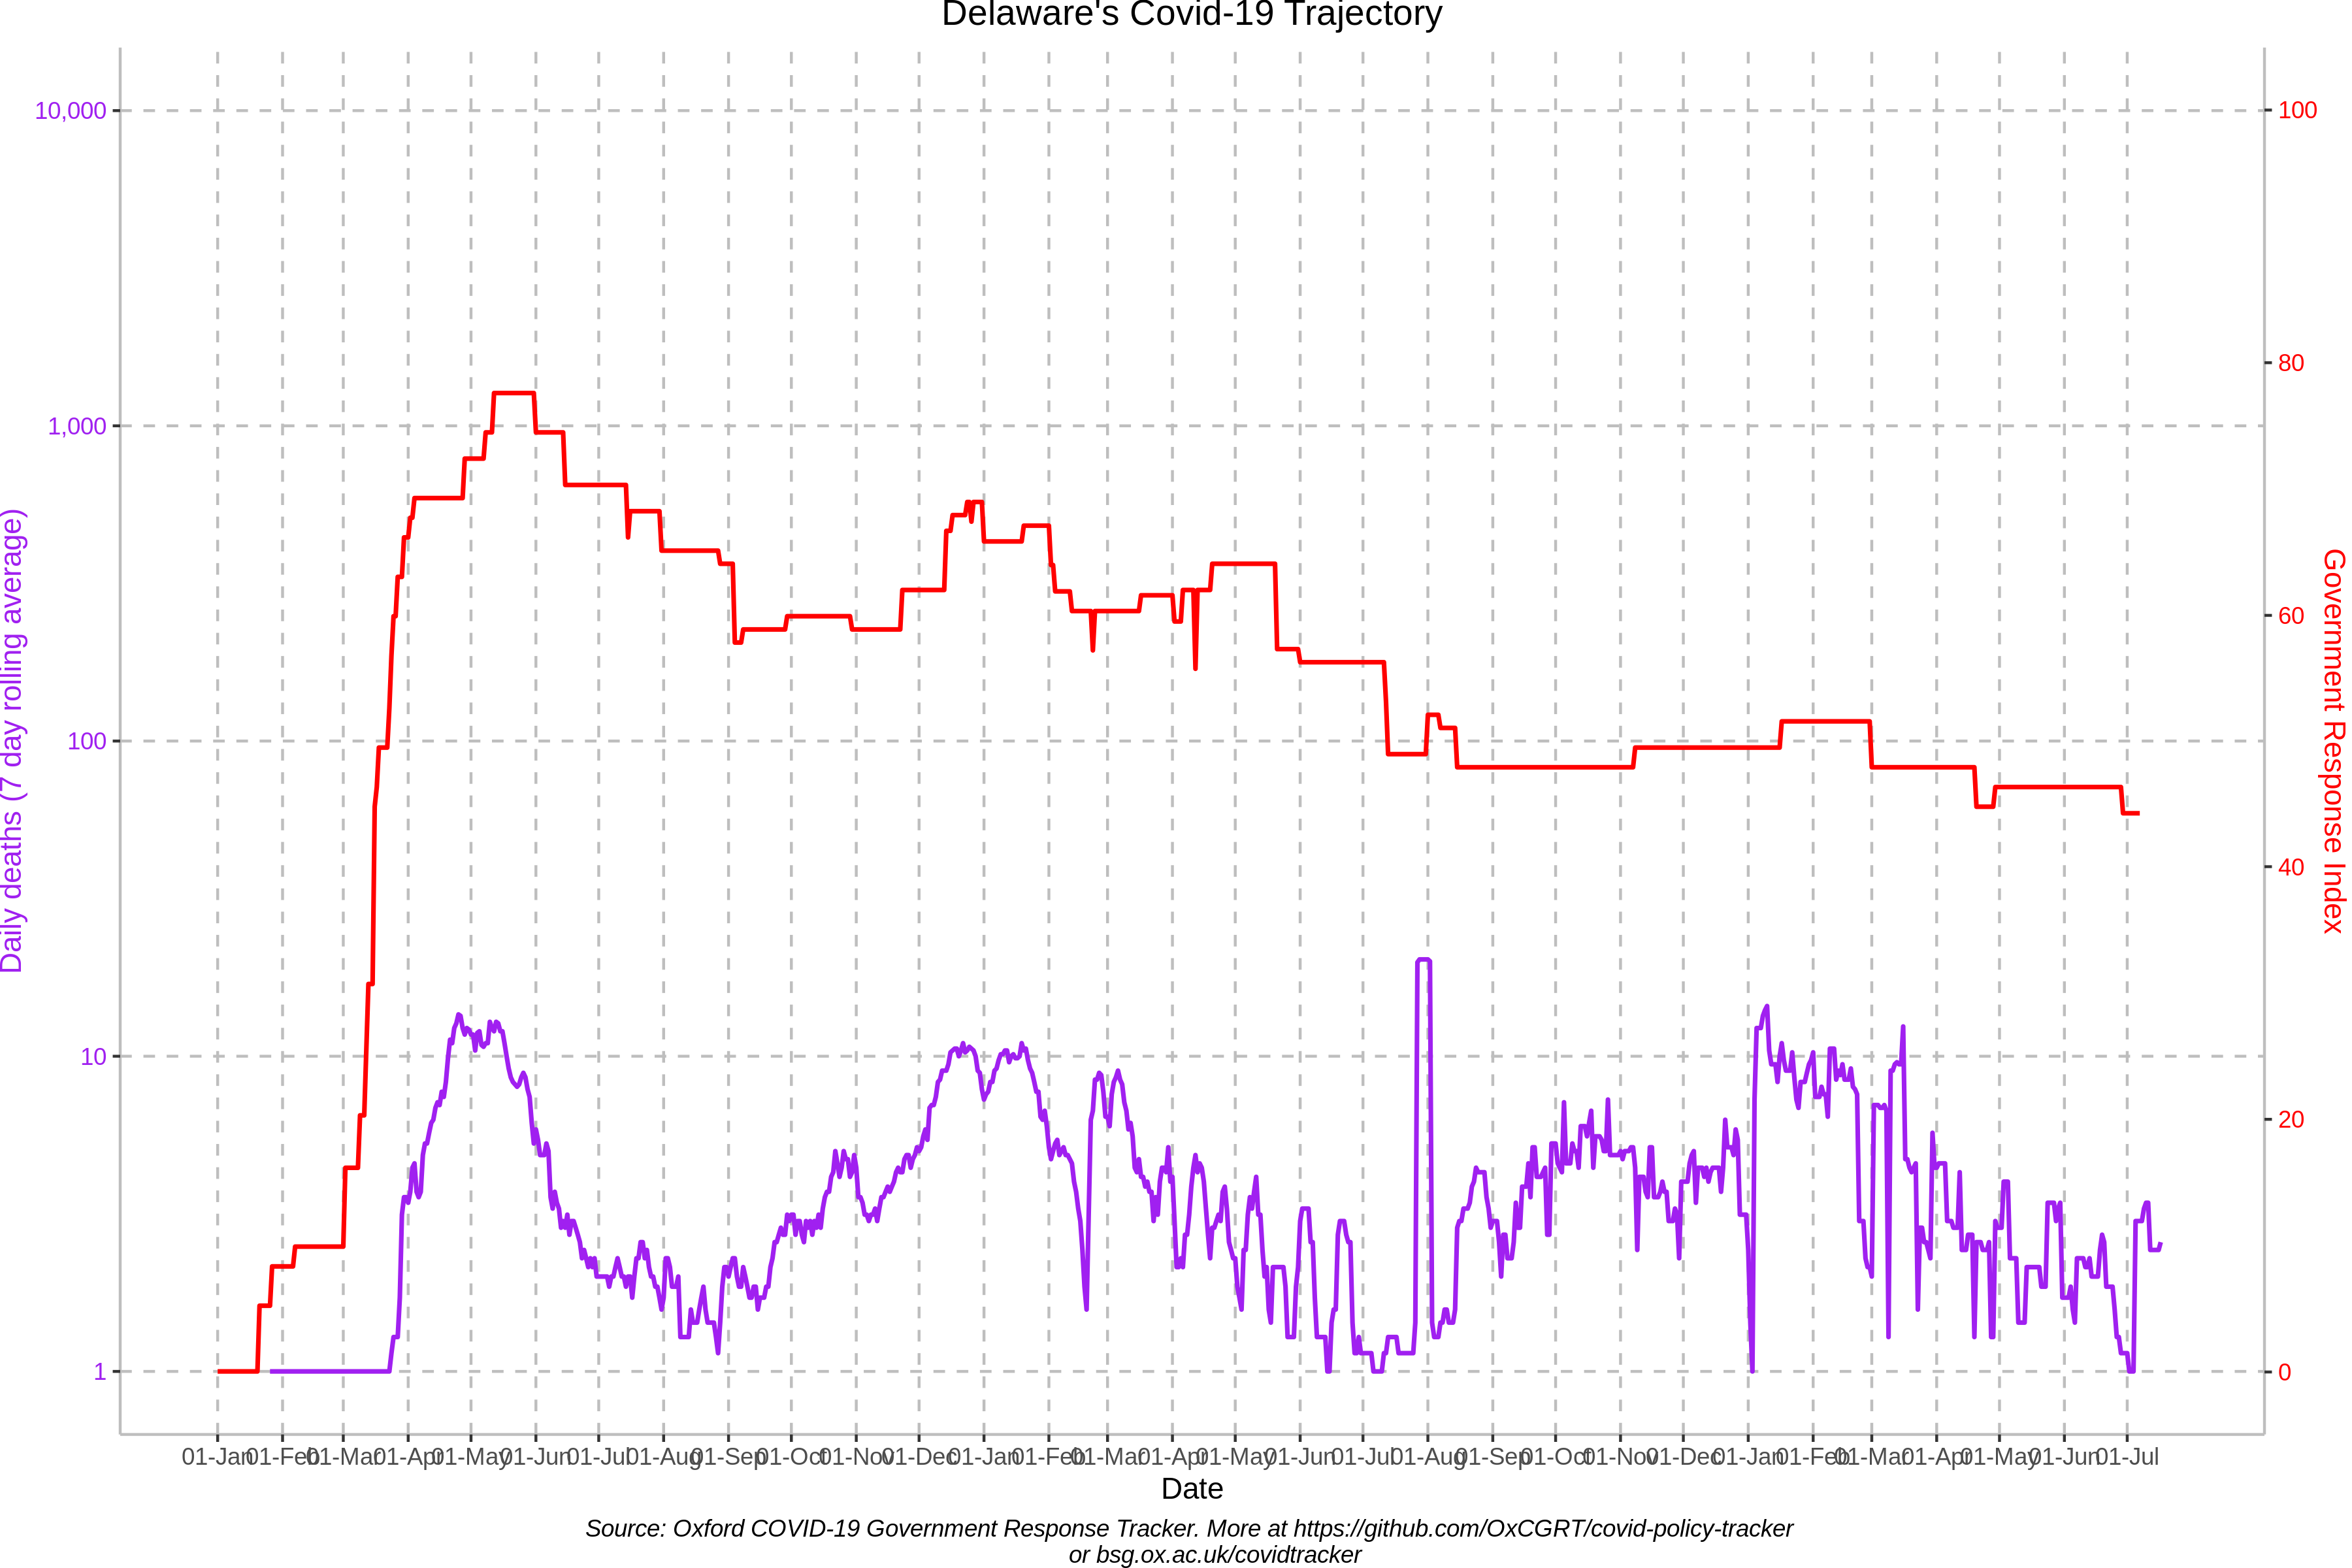 Delaware's Covid-19 Trajectory
10,000
1,000
100
10
1
Daily deaths (7 day rolling average)
100
80
60
40
20
0
Government Response Index
01-Jan 01-Feb 01-Mar 01-Apr 01-May 01-Jun 01-Jul 01-Aug 01-Sep 01-Oct 01-Nov 01-Dec 01-Jan 01-Feb 01-Mar 01-Apr 01-May 01-Jun 01-Jul 01-Aug 01-Sep 01-Oct 01-Nov 01-Dec 01-Jan 01-Feb 01-Mar 01-Apr 01-May 01-Jun 01-Jul
Date
Source: Oxford COVID-19 Government Response Tracker. More at https://github.com/OxCGRT/covid-policy-tracker
or bsg.ox.ac.uk/covidtracker